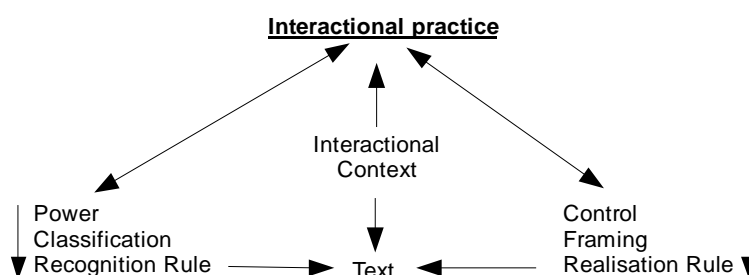 Interactional practice
Interactional
Context
Power
Classification
Recognition Rule
Text
Control
Framing
Realisation Rule